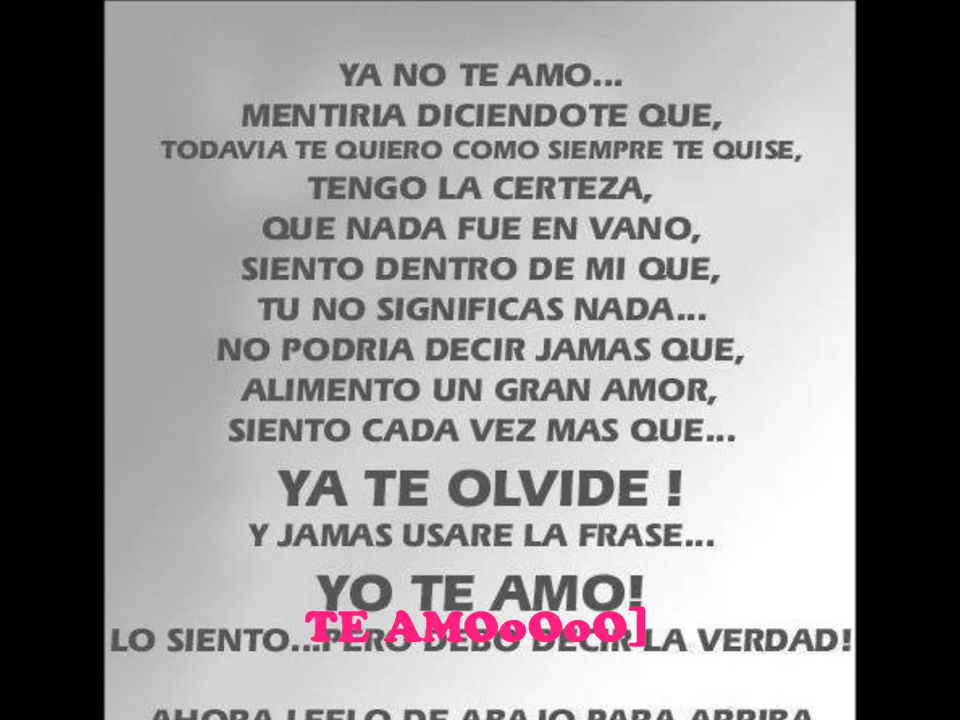 YA NO TE AMO...
MENTIRIA DICIENDOTE QUE,
TODAVIA TE QUIERO COMO SIEMPRE TE QUISE,
TENGO LA CERTEZA,
QUE NADA FUE EN VANO,
SIENTO DENTRO DE MI QUE,
TU NO SIGNIFICAS NADA...
NO PODRIA DECIR JAMAS QUE,
ALIMENTO UN GRAN AMOR,
SIENTO CADA VEZ MAS QUE...
YA TE OLVIDE !
Y JAMAS USARE LA FRASE...
YO TE AMO!
TE AMOoOoO]
LO SIENTO...PERO DEBO DECIR LA VERDAD!
AHORA LEELO DE ABAJO PARA ARRIBA